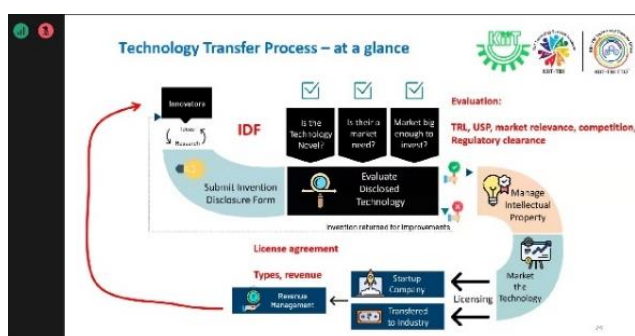 Technology Transfer Process – at a glance
KIIT-TBI
Innovators
Ideas
Research
IDF
Is the
Technology
Novel?
Is their a
market
need?
Market big
enough to
invest?
Evaluation:
TRL, USP, market relevance, competition,
Regulatory clearance
Submit Invention
Disclosure Form
Evaluate
Disclosed
Technology
Manage
Intellectual
Property
Invention returned for improvements
License agreement
Types, revenue
Market
the
Technology
Startup
Company
Licensing
Revenue
Management
Transferred
to Industry